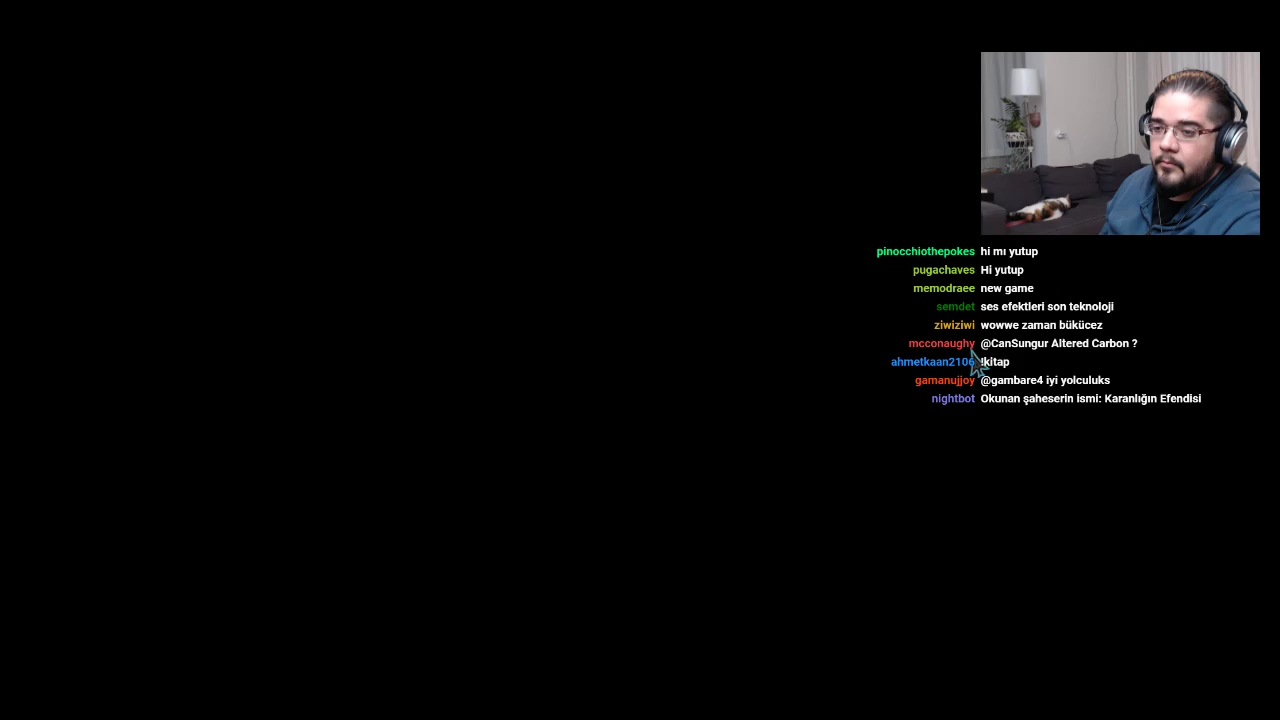 pinocchiothepokes hi mı yutup
pugachaves Hi yutup
memodraee new game
semdet ses efektleri son teknoloji
ziwiziwi wowwe zaman bükücez
mcconaughy @CanSungur Altered Carbon ?
ahmetkaan2106 !kitap
gamanujjoy @gambare4 iyi yolculuks
nightbot Okunan şaheserin ismi: Karanlığın Efendisi